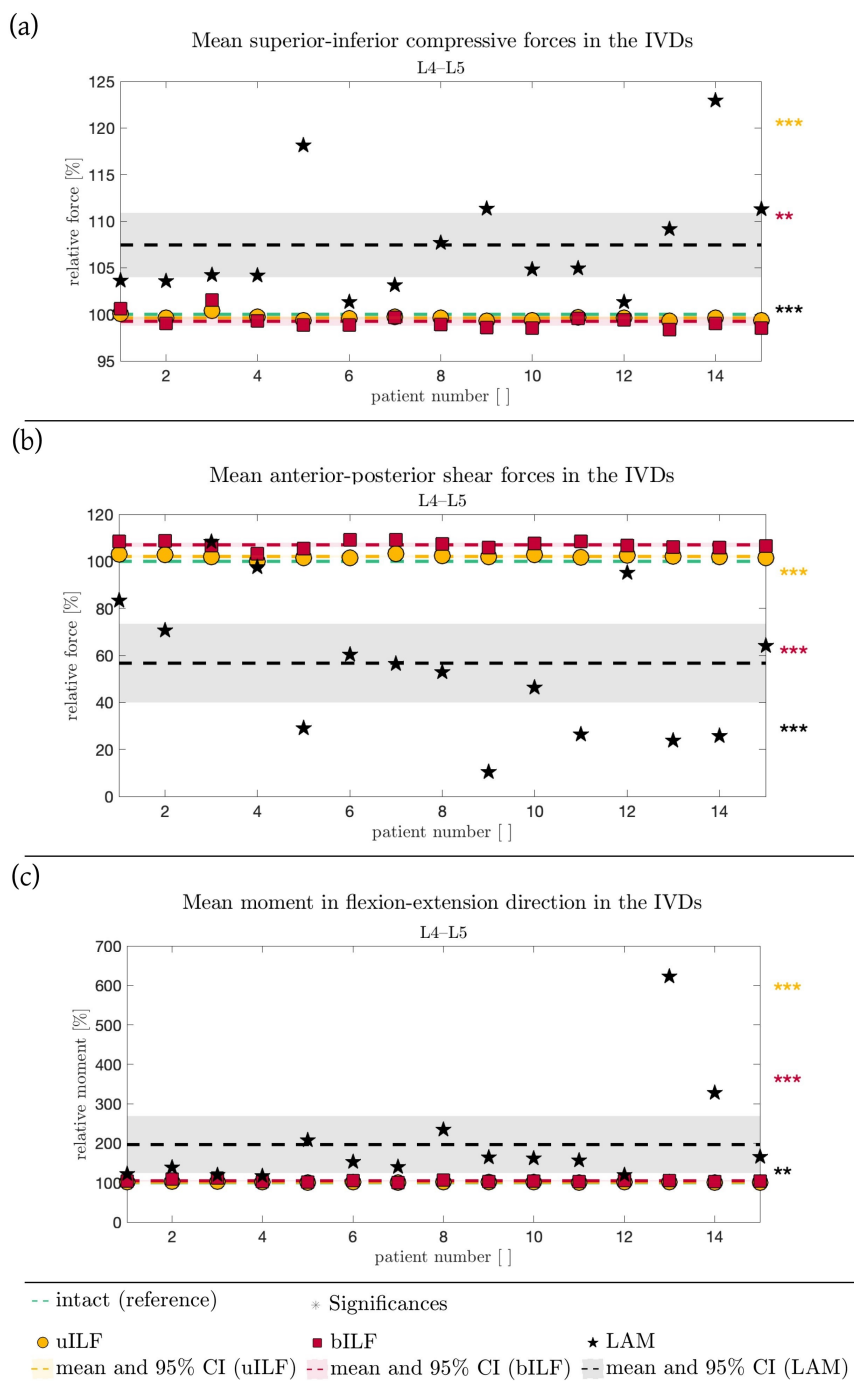 (a)
Mean superior-inferior compressive forces in the IVDs
L4–L5
125
120
115
110
105
100
95
relative force [%]
2 4 6 8 10 12 14
patient number [ ]
***
**
***
(b)
Mean anterior-posterior shear forces in the IVDs
L4–L5
120
100
80
60
40
20
0
relative force [%]
2 4 6 8 10 12 14
patient number [ ]
***
***
***
(c)
Mean moment in flexion-extension direction in the IVDs
L4–L5
700
600
500
400
300
200
100
0
relative moment [%]
2 4 6 8 10 12 14
patient number [ ]
***
***
**
intact (reference) * Significances
uILF bILF LAM
mean and 95% CI (uILF) mean and 95% CI (bILF) mean and 95% CI (LAM)